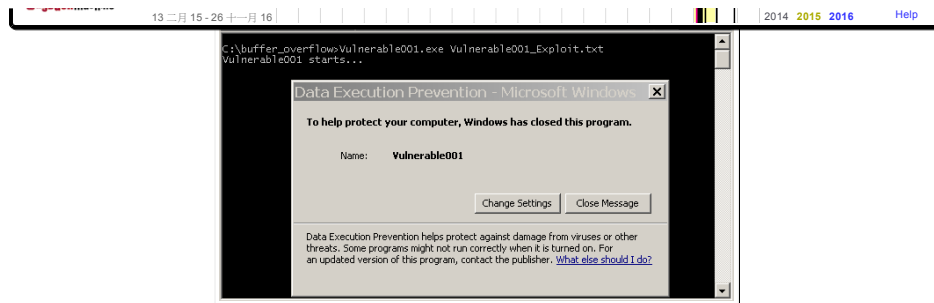 13 二月 15 - 26 十一月 16
2014 2015 2016
Help
C:\buffer_overflow>Vulnerable001.exe Vulnerable001_Exploit.txt
Vulnerable001 starts...
Data Execution Prevention - Microsoft Windows
To help protect your computer, Windows has closed this program.
Name: Vulnerable001
Change Settings
Close Message
Data Execution Prevention helps protect against damage from viruses or other
threats. Some programs might not run correctly when it is turned on. For
an updated version of this program, contact the publisher. What else should I do?